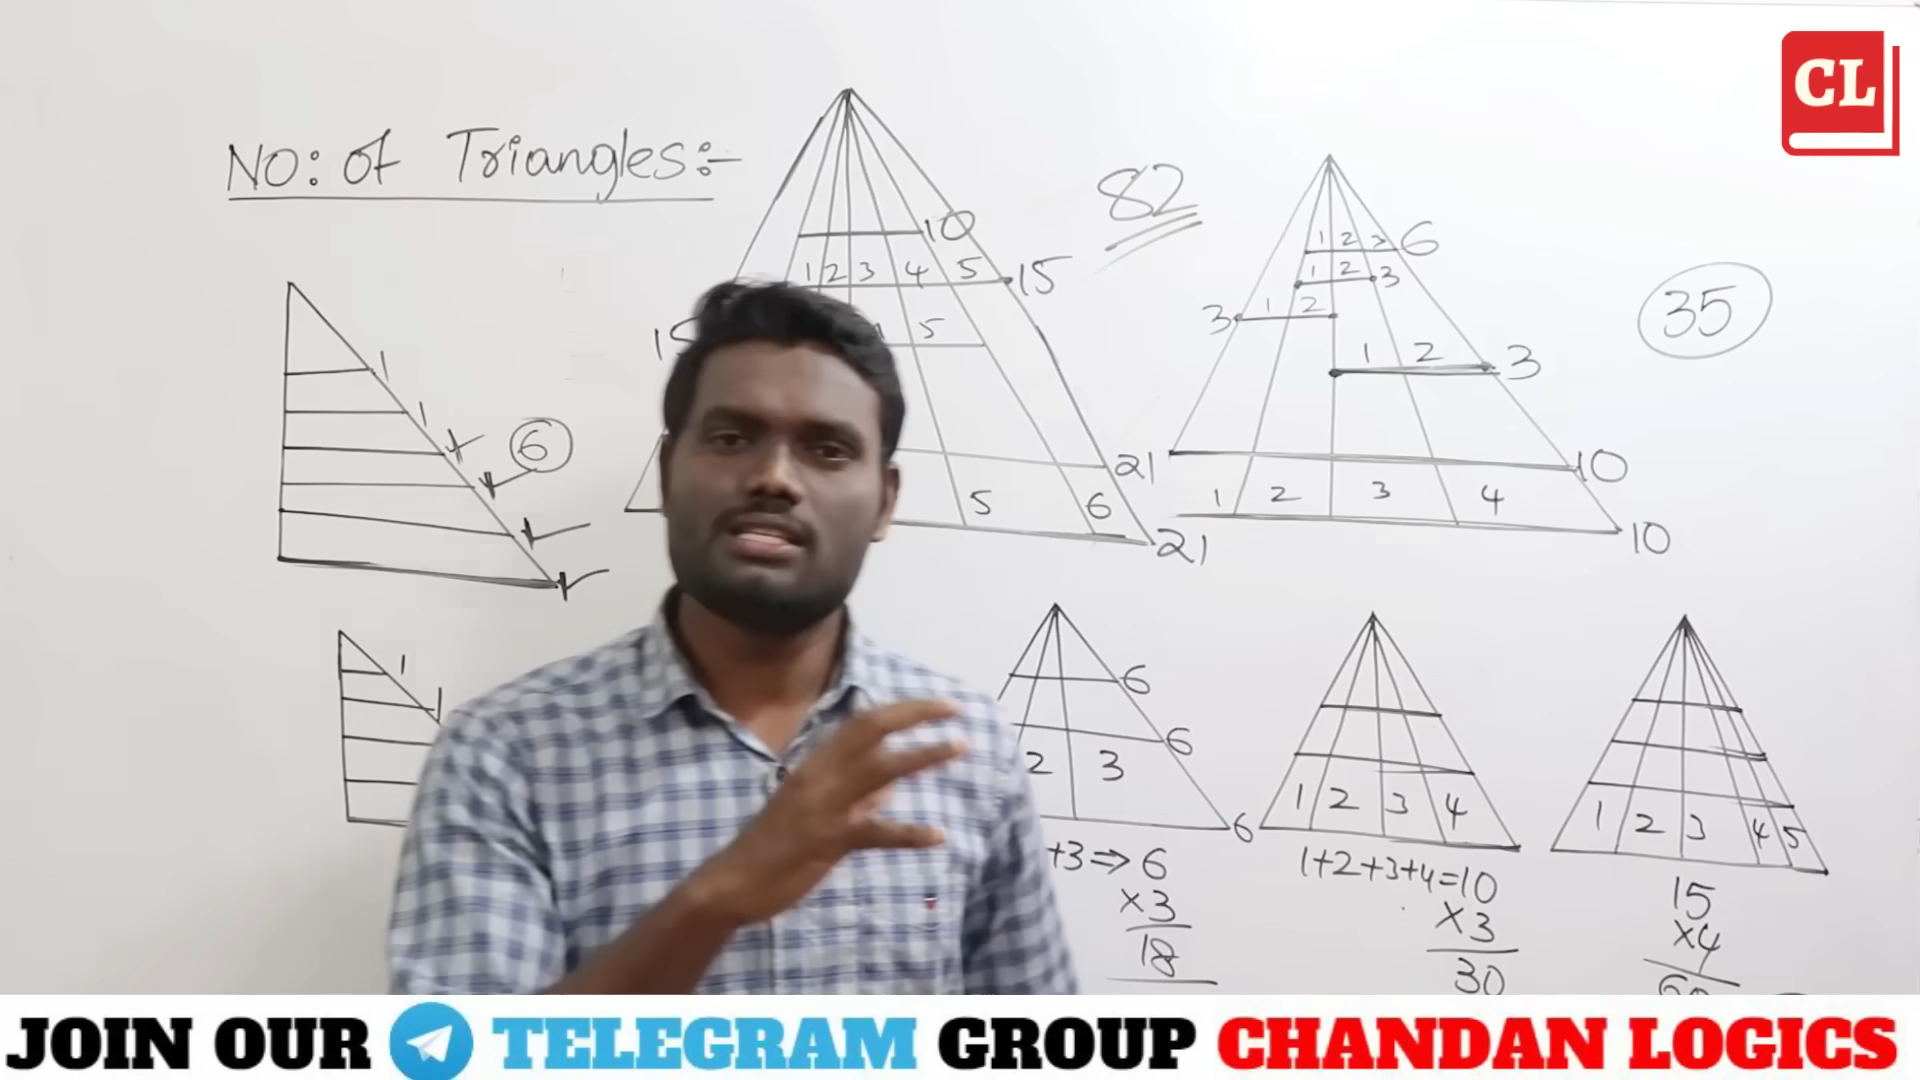 CL
NO: of Triangles:-
82
10
1 2 3 4 5 15
5
21
5 6
21
1 2 3 6
1 2 3
3 1 2
1 2 3
10
1 2 3 4
10
35
1
1
6
1
1
6
6
2 3
6
+3=>6
×3
18
1 2 3 4
1+2+3+4=10
×3
30
1 2 3 4 5
15
×4
JOIN OUR TELEGRAM GROUP CHANDAN LOGICS